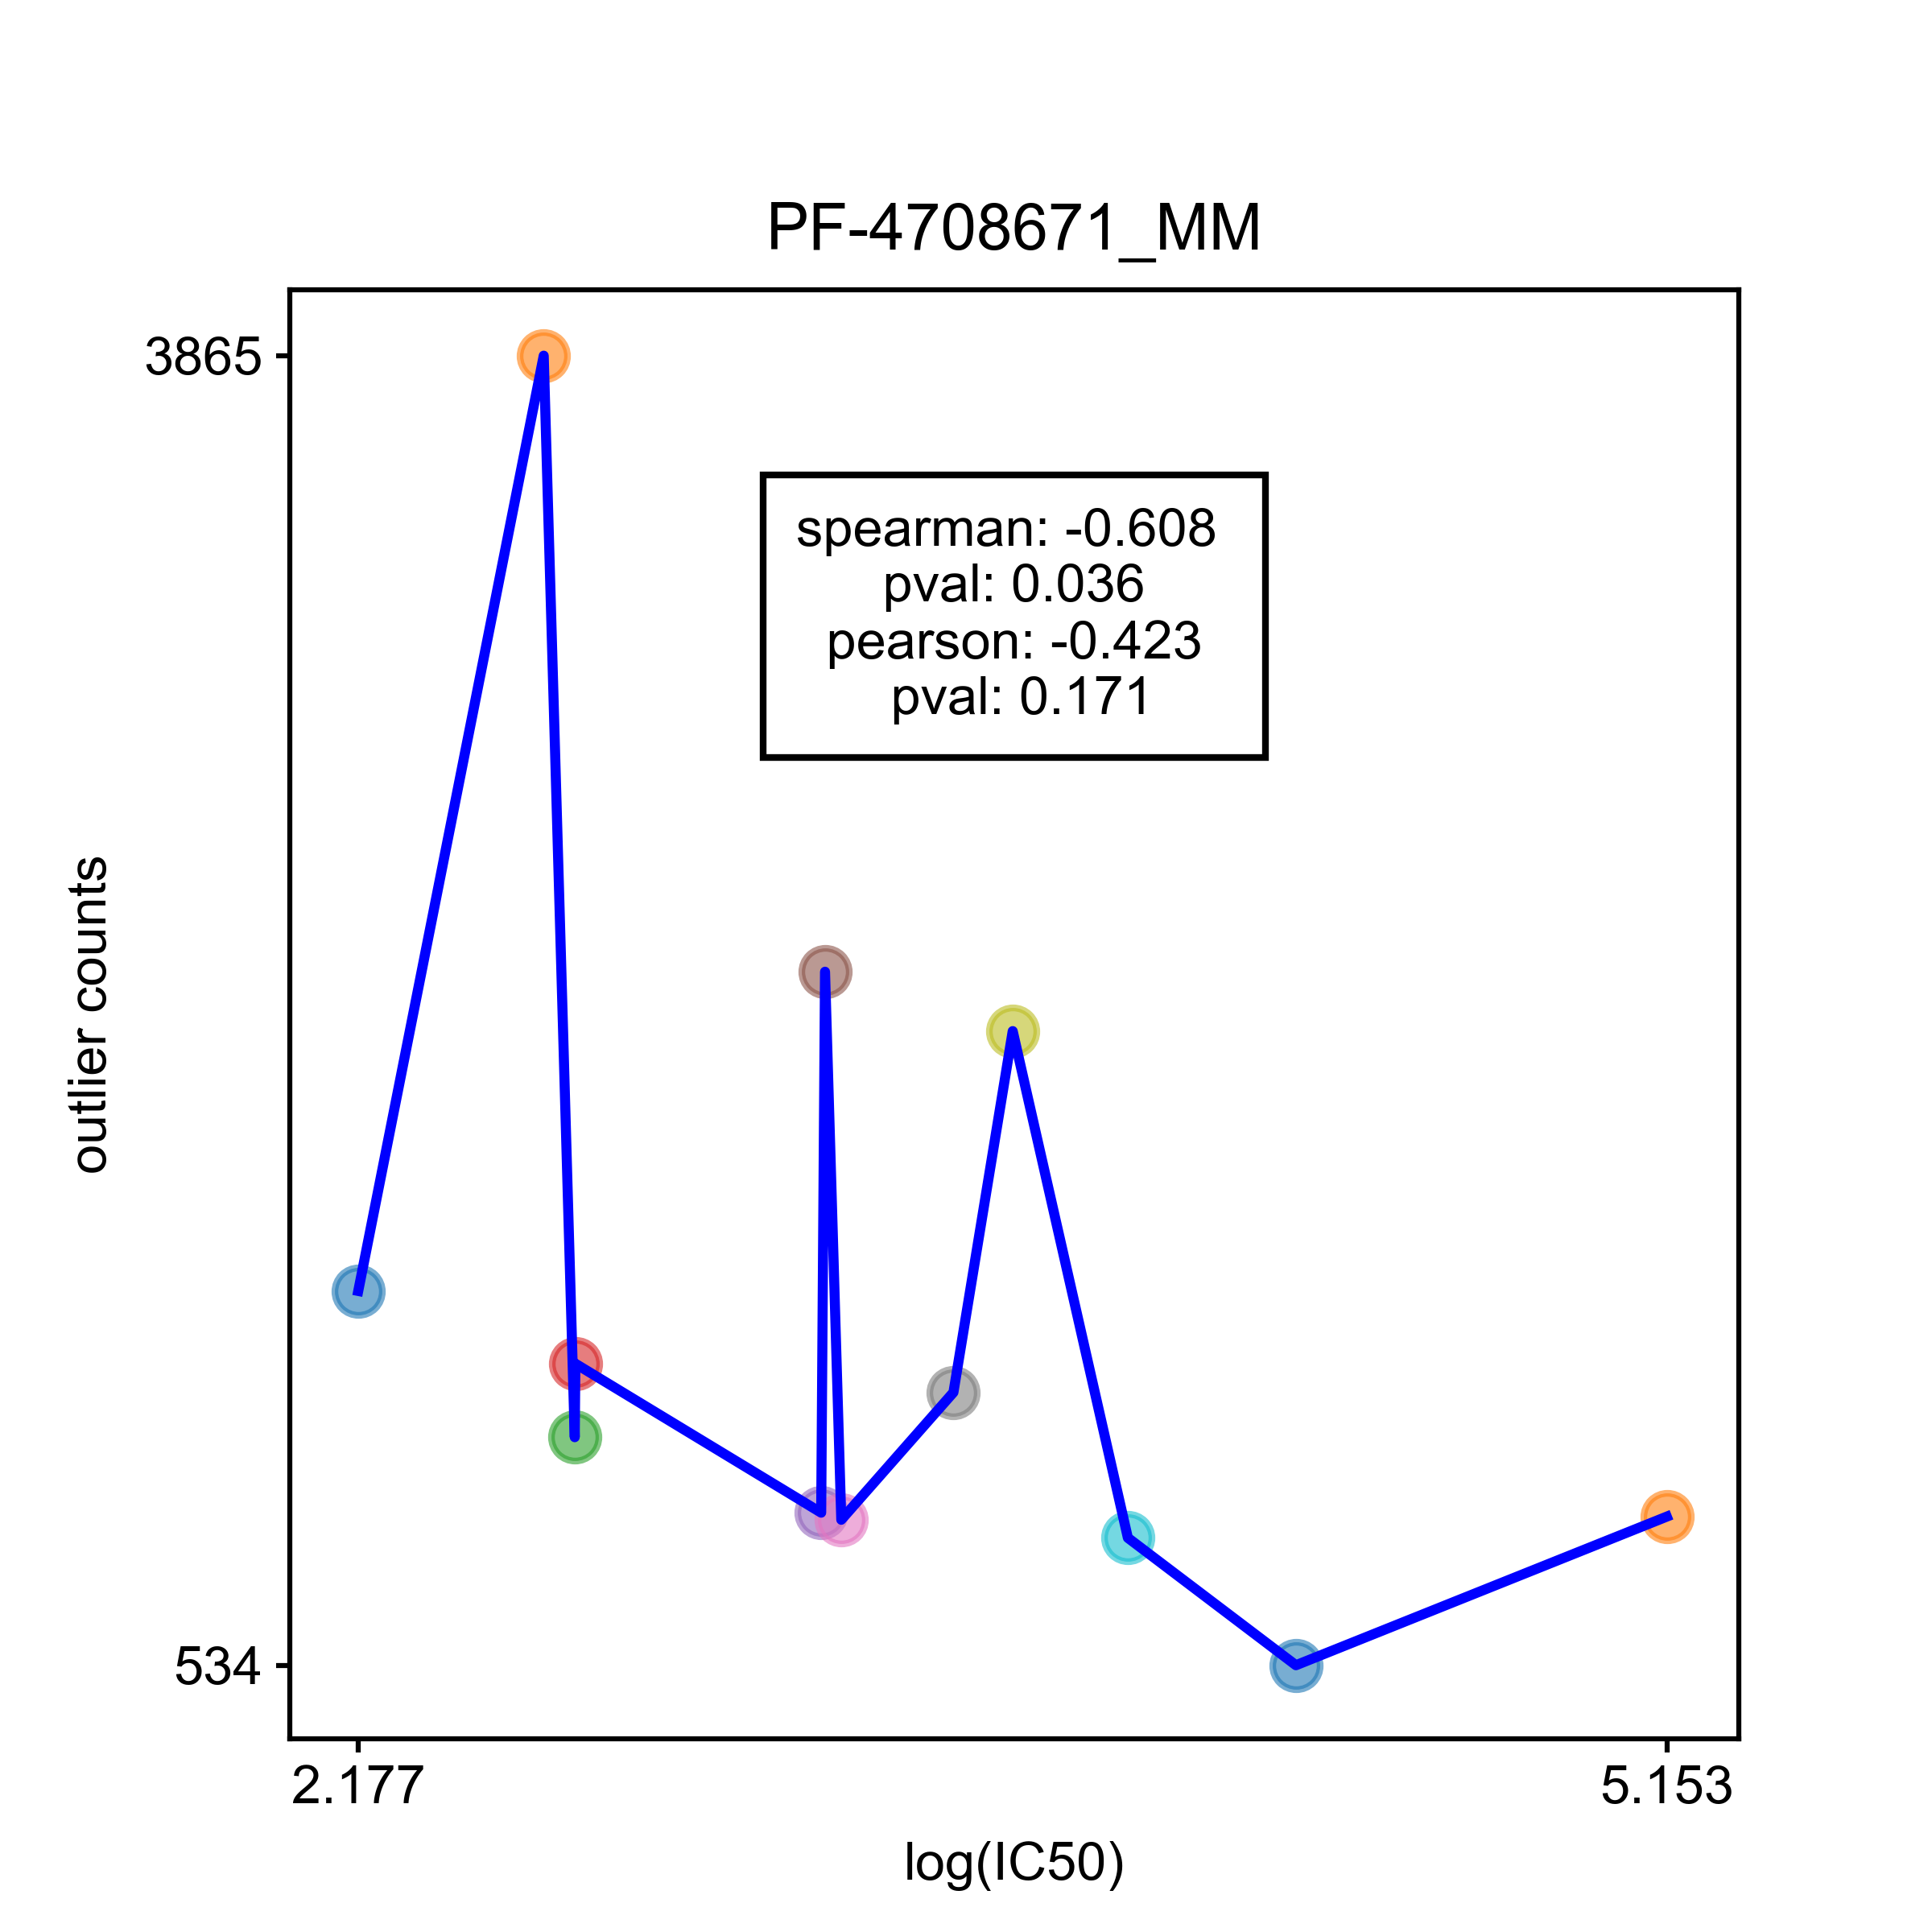 PF-4708671_MM
3865
spearman: -0.608
pval: 0.036
pearson: -0.423
pval: 0.171
outlier counts
534
2.177
5.153
log(IC50)